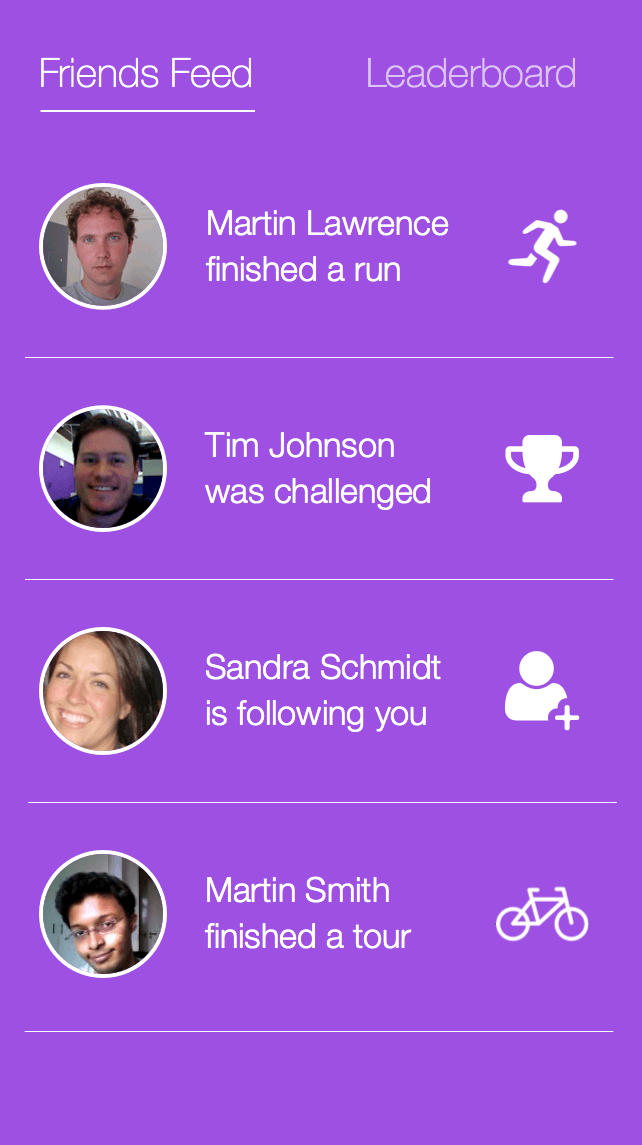 Friends Feed
Leaderboard
Martin Lawrence
finished a run
Tim Johnson
was challenged
Sandra Schmidt
is following you
Martin Smith
finished a tour